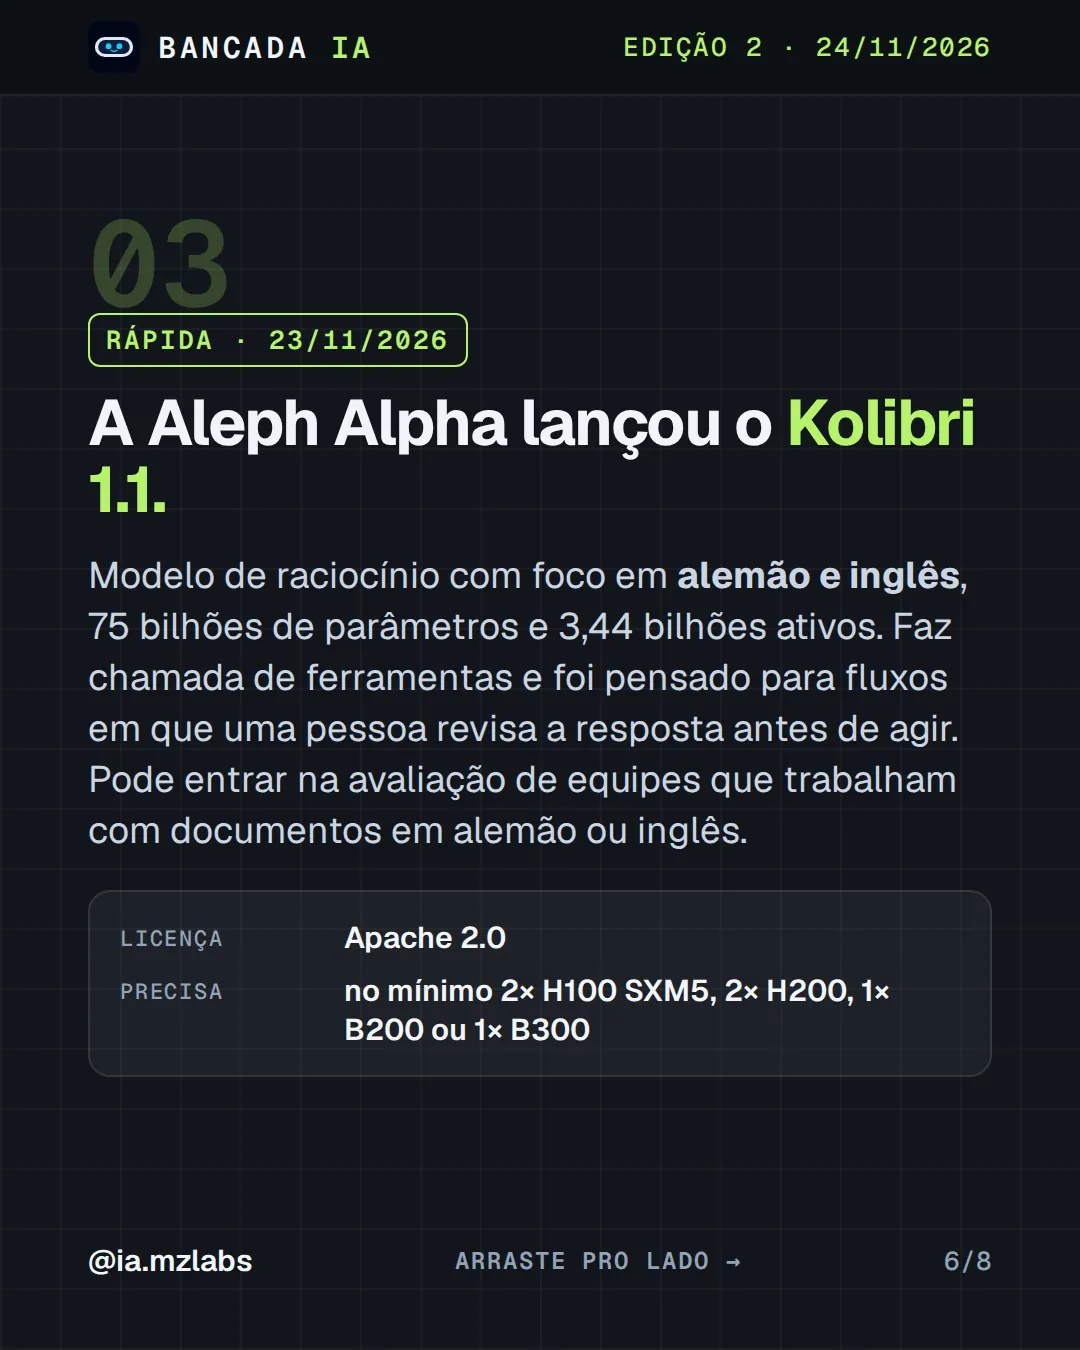 BANCADA IA
EDIÇÃO 2 · 24/11/2026
03
RÁPIDA · 23/11/2026
A Aleph Alpha lançou o Kolibri
1.1.
Modelo de raciocínio com foco em alemão e inglês,
75 bilhões de parâmetros e 3,44 bilhões ativos. Faz
chamada de ferramentas e foi pensado para fluxos
em que uma pessoa revisa a resposta antes de agir.
Pode entrar na avaliação de equipes que trabalham
com documentos em alemão ou inglês.
LICENÇA Apache 2.0
PRECISA no mínimo 2× H100 SXM5, 2× H200, 1×
B200 ou 1× B300
@ia.mzlabs
ARRASTE PRO LADO →
6/8